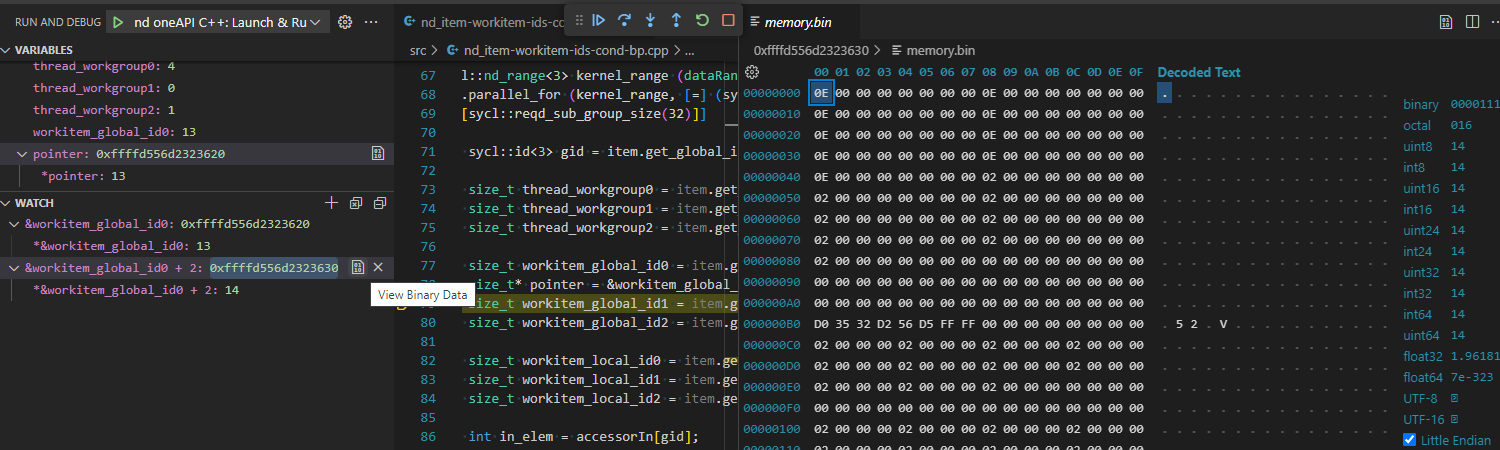 RUN AND DEBUG nd oneAPI C++: Launch & Ru
VARIABLES
thread_workgroup0: 4
thread_workgroup1: 0
thread_workgroup2: 1
workitem_global_id0: 13
pointer: 0xffffd556d2323620
*pointer: 13
WATCH
&workitem_global_id0: 0xffffd556d2323620
*&workitem_global_id0: 13
&workitem_global_id0 + 2: 0xffffd556d2323630
*&workitem_global_id0 + 2: 14
View Binary Data
nd_item-workitem-ids-co
src > nd_item-workitem-ids-cond-bp.cpp > ...
67 l::nd_range<3> kernel_range (dataRan
68 .parallel_for (kernel_range, [=] (sy
69 [sycl::reqd_sub_group_size(32)]]
70
71 sycl::id<3> gid = item.get_global_i
72
73 size_t thread_workgroup0 = item.get
74 size_t thread_workgroup1 = item.get
75 size_t thread_workgroup2 = item.get
76
77 size_t workitem_global_id0 = item.g
size_t* pointer = &workitem_global_
size_t workitem_global_id1 = item.g
80 size_t workitem_global_id2 = item.g
81
82 size_t workitem_local_id0 = item.ge
83 size_t workitem_local_id1 = item.ge
84 size_t workitem_local_id2 = item.ge
85
86 int in_elem = accessorIn[gid];
memory.bin
0xffffd556d2323630 > memory.bin
00 01 02 03 04 05 06 07 08 09 0A 0B 0C 0D 0E 0F Decoded Text
00000000 0E 00 00 00 00 00 00 00 0E 00 00 00 00 00 00 00
00000010 0E 00 00 00 00 00 00 00 0E 00 00 00 00 00 00 00
00000020 0E 00 00 00 00 00 00 00 0E 00 00 00 00 00 00 00
00000030 0E 00 00 00 00 00 00 00 0E 00 00 00 00 00 00 00
00000040 0E 00 00 00 00 00 00 00 02 00 00 00 00 00 00 00
00000050 02 00 00 00 00 00 00 00 02 00 00 00 00 00 00 00
00000060 02 00 00 00 00 00 00 00 02 00 00 00 00 00 00 00
00000070 02 00 00 00 00 00 00 00 02 00 00 00 00 00 00 00
00000080 02 00 00 00 00 00 00 00 00 00 00 00 00 00 00 00
00000090 00 00 00 00 00 00 00 00 00 00 00 00 00 00 00 00
000000A0 00 00 00 00 00 00 00 00 00 00 00 00 00 00 00 00
000000B0 D0 35 32 D2 56 D5 FF FF 00 00 00 00 00 00 00 00 . 5 2 . V
000000C0 02 00 00 00 02 00 00 00 02 00 00 00 02 00 00 00
000000D0 02 00 00 00 02 00 00 00 02 00 00 00 02 00 00 00
000000E0 02 00 00 00 02 00 00 00 02 00 00 00 02 00 00 00
000000F0 00 00 00 00 00 00 00 00 00 00 00 00 00 00 00 00
00000100 02 00 00 00 02 00 00 00 02 00 00 00 02 00 00 00
binary 0000111
octal 016
uint8 14
int8 14
uint16 14
int16 14
uint24 14
int24 14
uint32 14
int32 14
int64 14
uint64 14
float32 1.96181
float64 7e-323
UTF-8
UTF-16
Little Endian